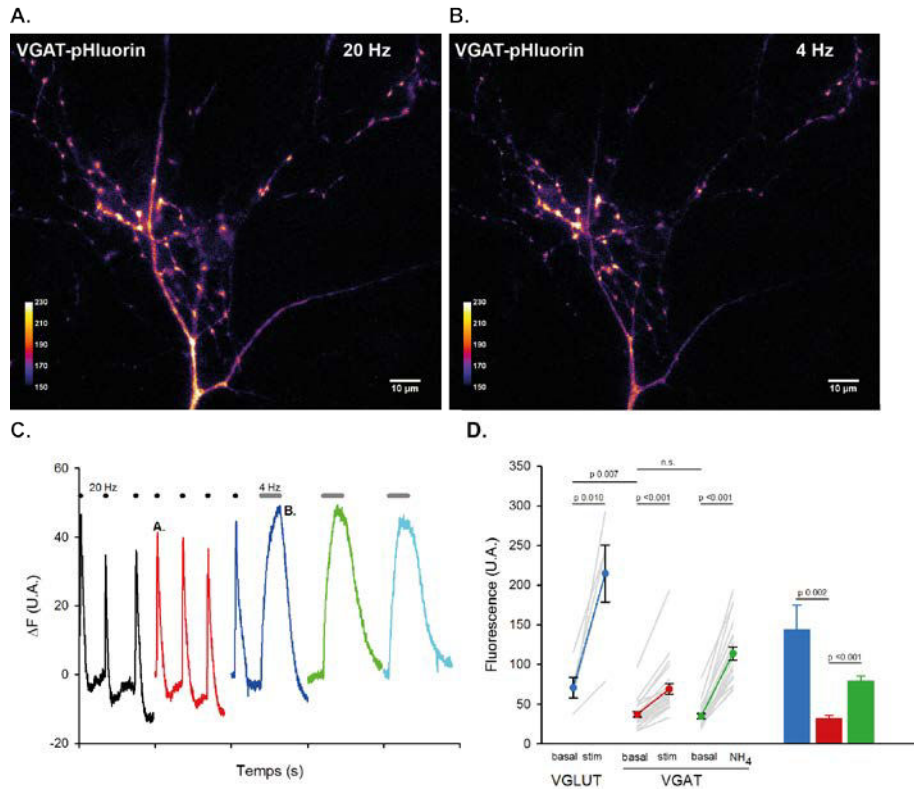 A.
VGAT-pHluorin 20 Hz
230
210
190
170
150
10 µm
B.
VGAT-pHluorin 4 Hz
230
210
190
170
150
10 µm
C.
60
40
20
0
-20
ΔF (U.A.)
20 Hz
4 Hz
A.
B.
Temps (s)
D.
350
300
250
200
150
100
50
0
Fluorescence (U.A.)
n.s.
p 0.007
p 0.010
p <0.001
p <0.001
p 0.002
p <0.001
basal stim basal stim basal NH4
VGLUT VGAT